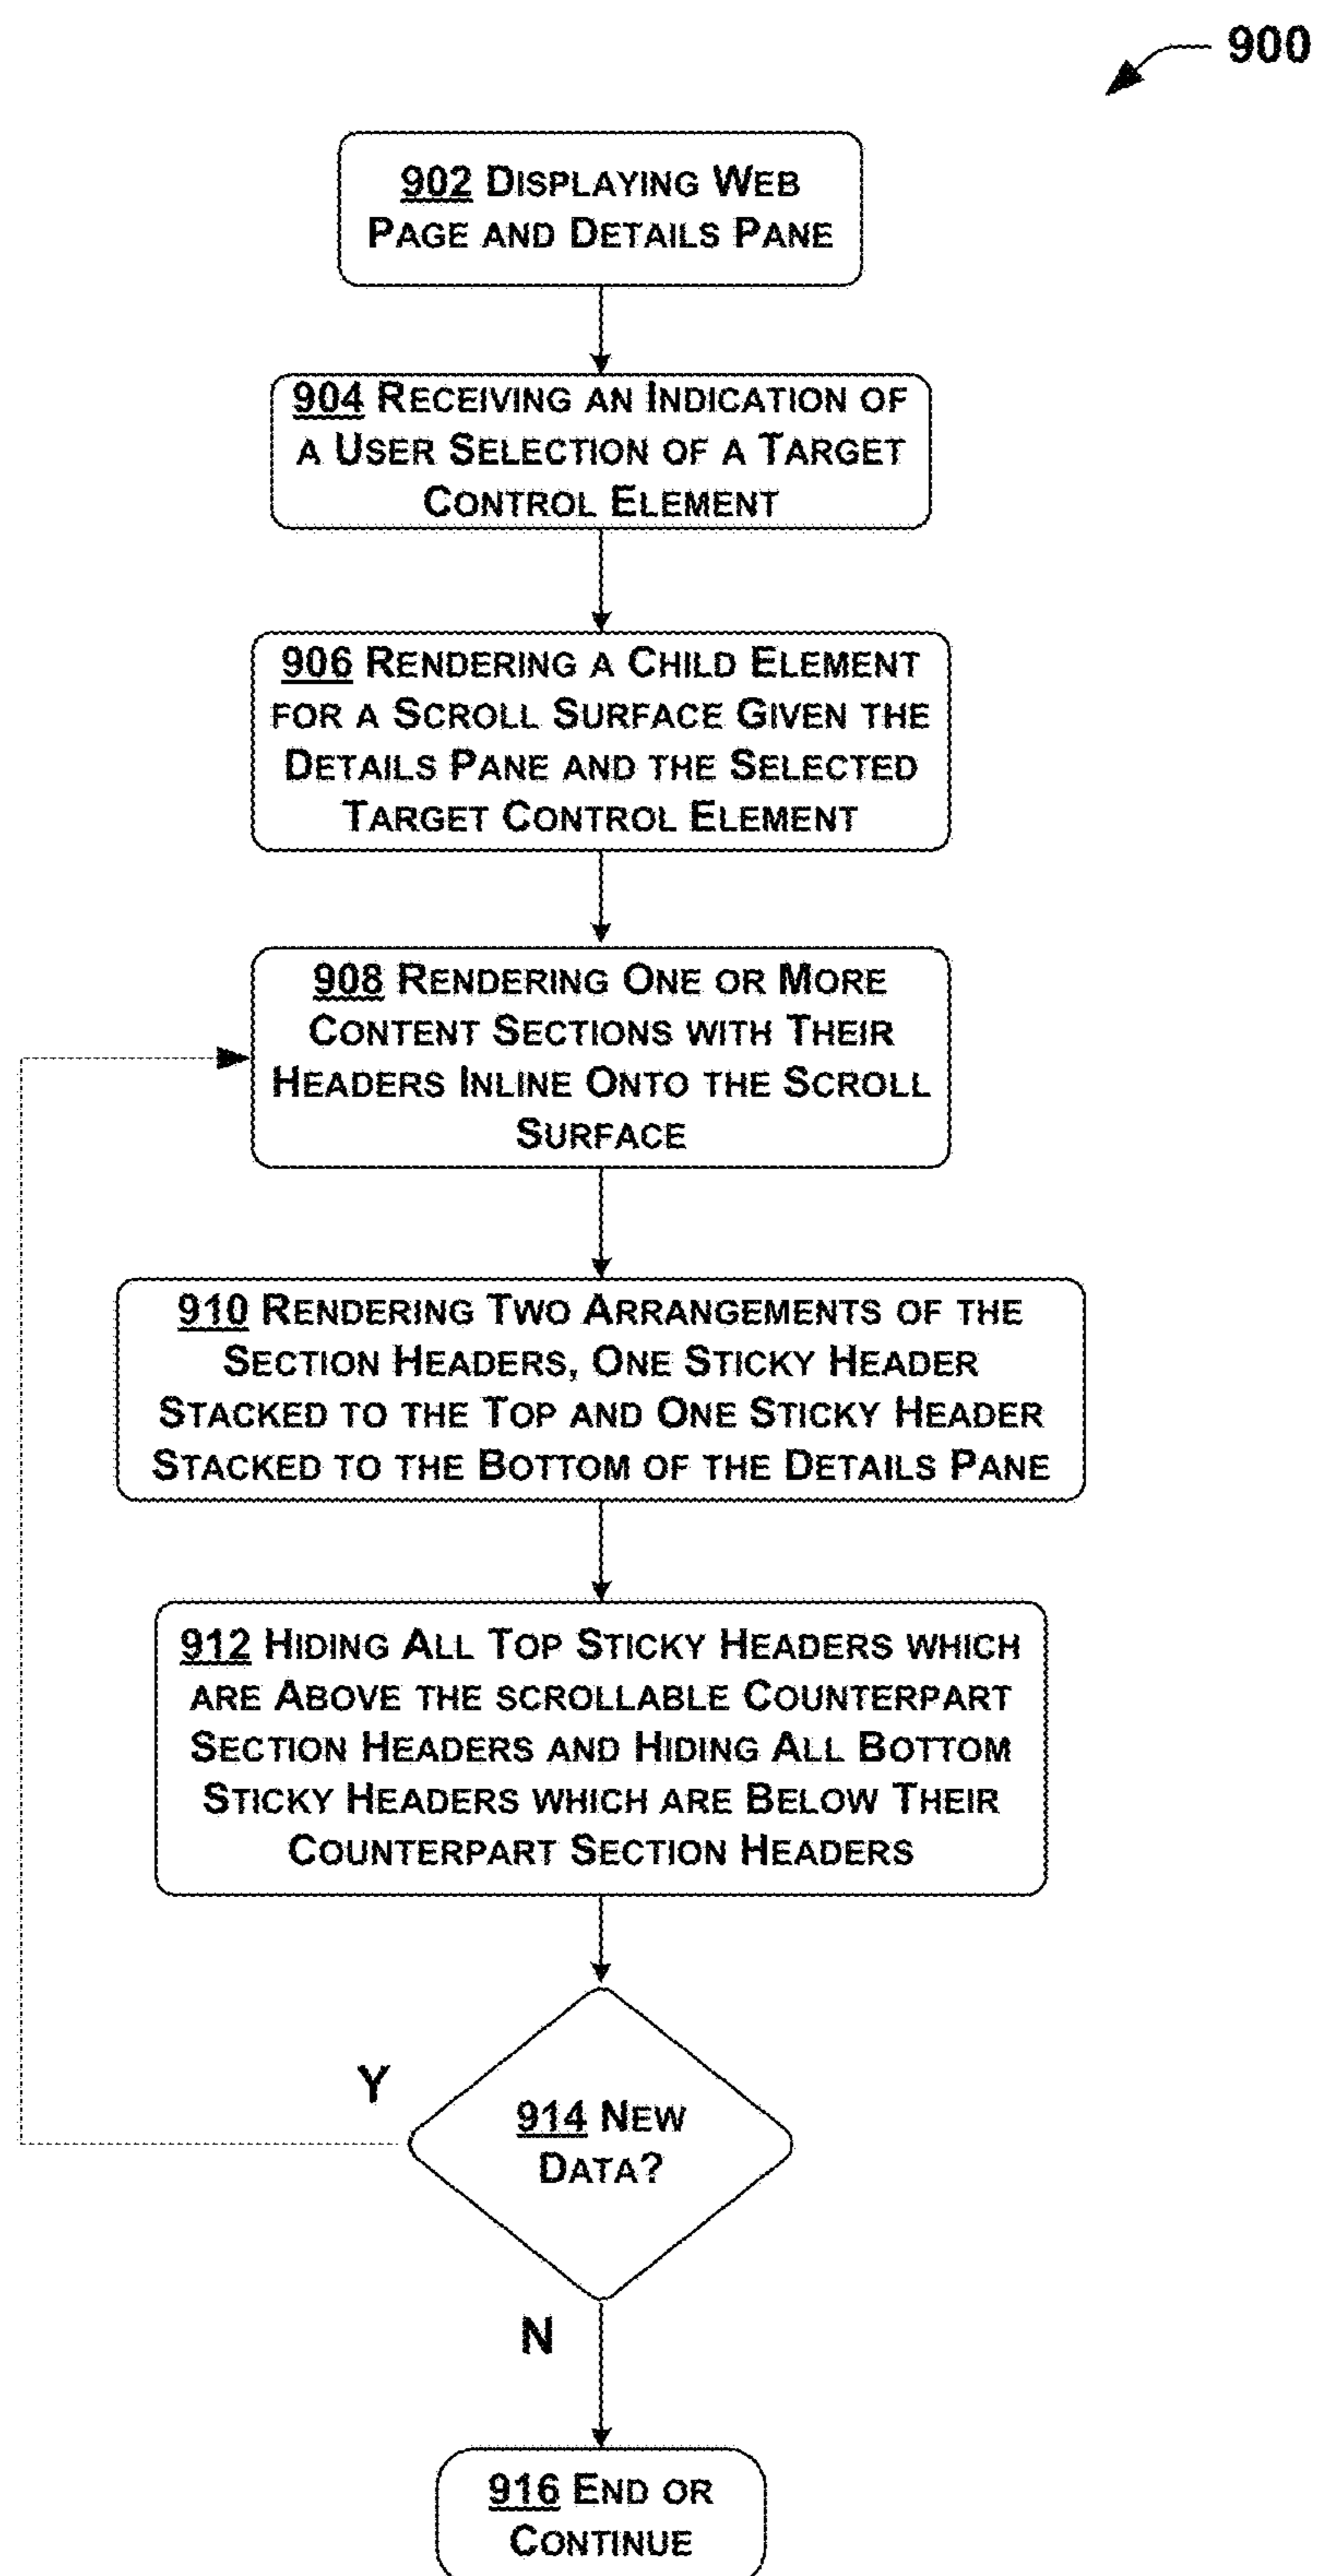 900
902 Displaying Web
Page and Details Pane
904 Receiving an Indication of
a User Selection of a Target
Control Element
906 Rendering a Child Element
for a Scroll Surface Given the
Details Pane and the Selected
Target Control Element
908 Rendering One or More
Content Sections with Their
Headers Inline Onto the Scroll
Surface
910 Rendering Two Arrangements of the
Section Headers, One Sticky Header
Stacked to the Top and One Sticky Header
Stacked to the Bottom of the Details Pane
912 Hiding All Top Sticky Headers which
are Above the scrollable Counterpart
Section Headers and Hiding All Bottom
Sticky Headers which are Below Their
Counterpart Section Headers
Y
914 New
Data?
N
916 End or
Continue